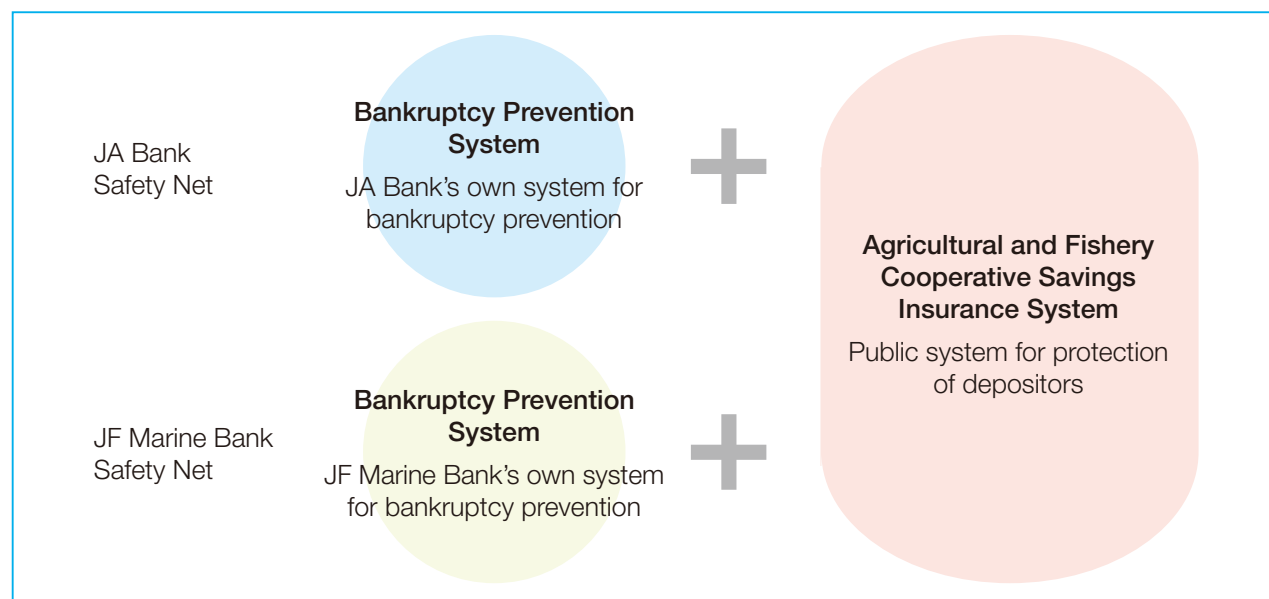 JA Bank
Safety Net
Bankruptcy Prevention
System
JA Bank’s own system for
bankruptcy prevention
JF Marine Bank
Safety Net
Bankruptcy Prevention
System
JF Marine Bank’s own system
for bankruptcy prevention
Agricultural and Fishery
Cooperative Savings
Insurance System
Public system for protection
of depositors